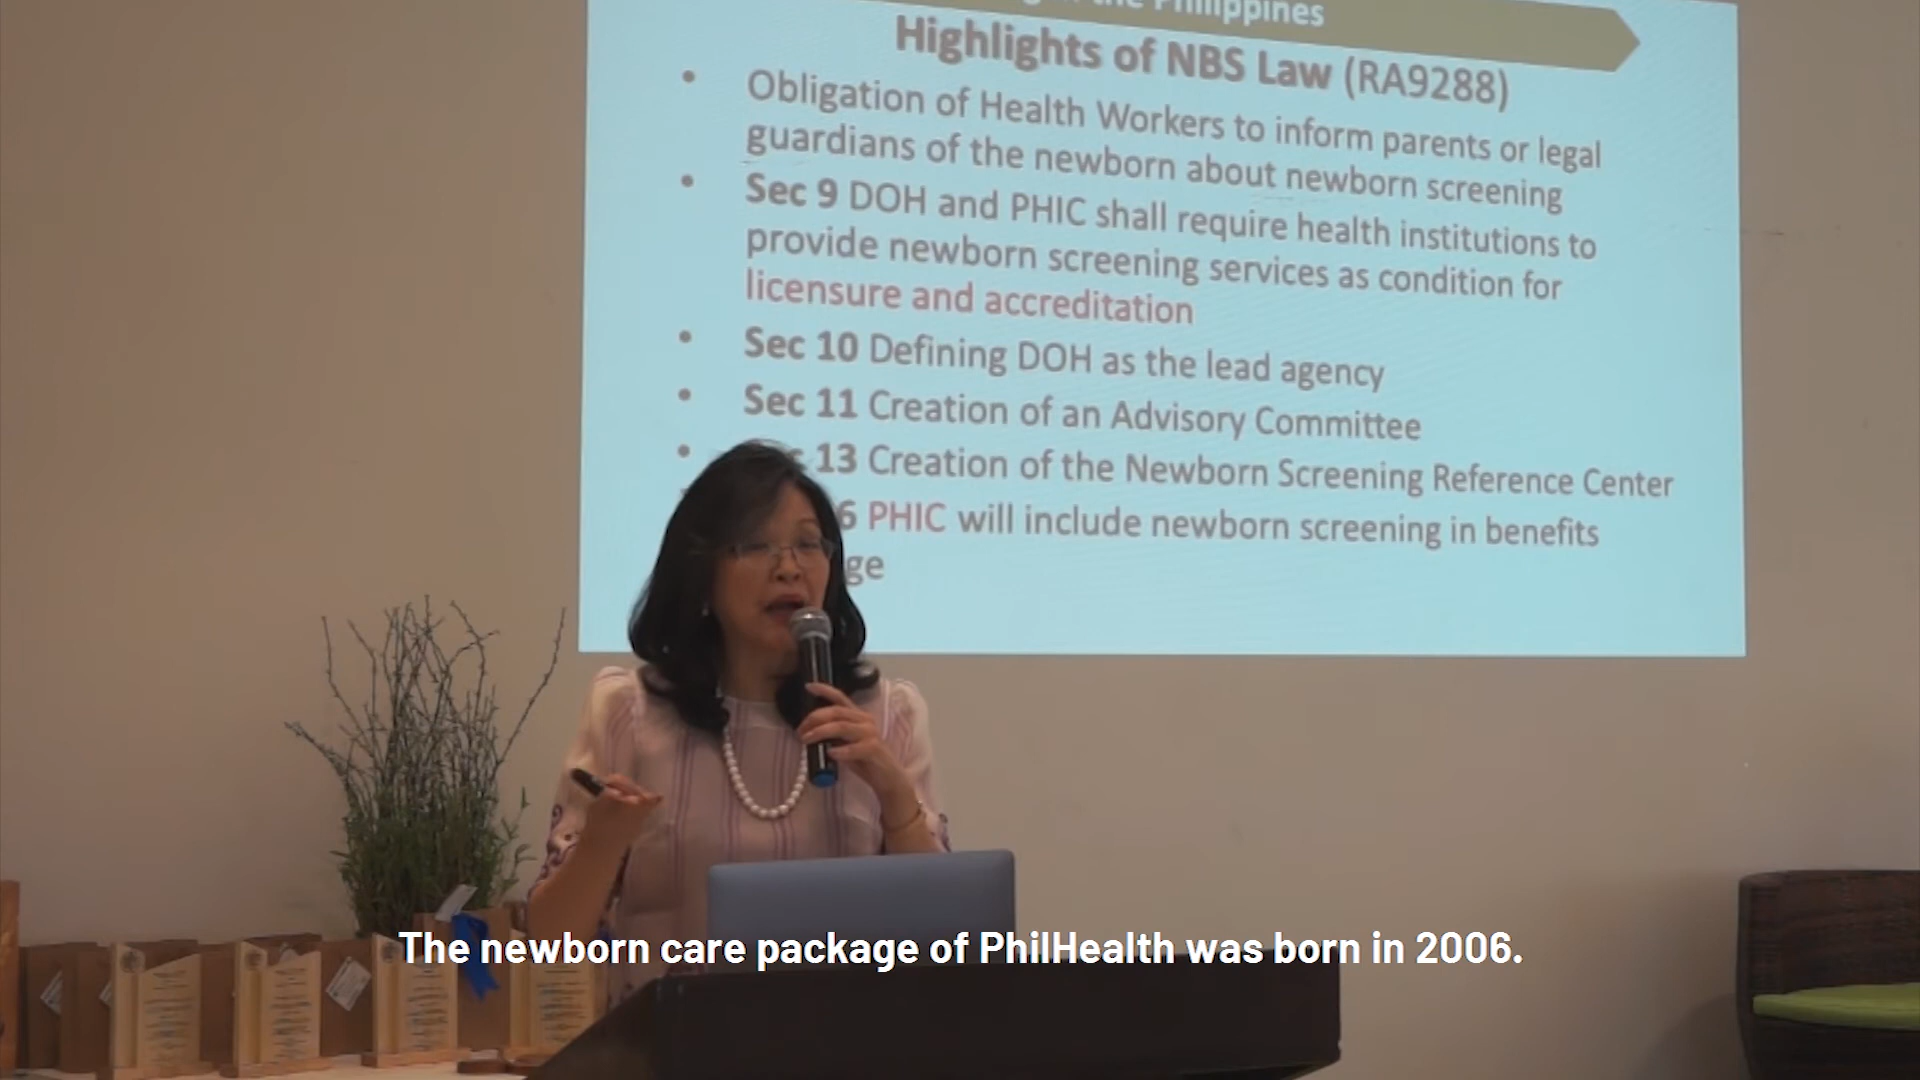 the Philippines
Highlights of NBS Law (RA9288)
• Obligation of Health Workers to inform parents or legal
guardians of the newborn about newborn screening
• Sec 9 DOH and PHIC shall require health institutions to
provide newborn screening services as condition for
licensure and accreditation
• Sec 10 Defining DOH as the lead agency
• Sec 11 Creation of an Advisory Committee
• 13 Creation of the Newborn Screening Reference Center
6 PHIC will include newborn screening in benefits
ge
The newborn care package of PhilHealth was born in 2006.